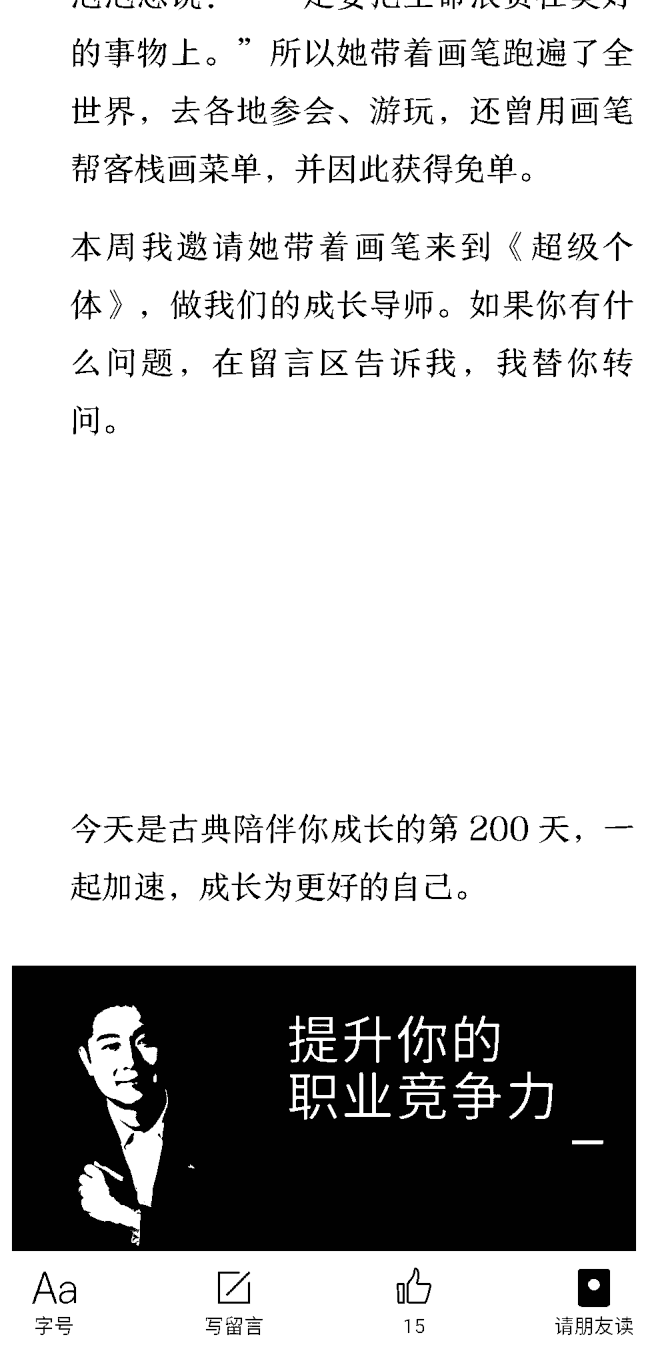 的事物上。”所以她带着画笔跑遍了全
世界，去各地参会、游玩，还曾用画笔
帮客栈画菜单，并因此获得免单。
本周我邀请她带着画笔来到《超级个
体》，做我们的成长导师。如果你有什
么问题，在留言区告诉我，我替你转
问。
今天是古典陪伴你成长的第 200 天，一
起加速，成长为更好的自己。
提升你的
职业竞争力
Aa
字号
写留言
15
请朋友读